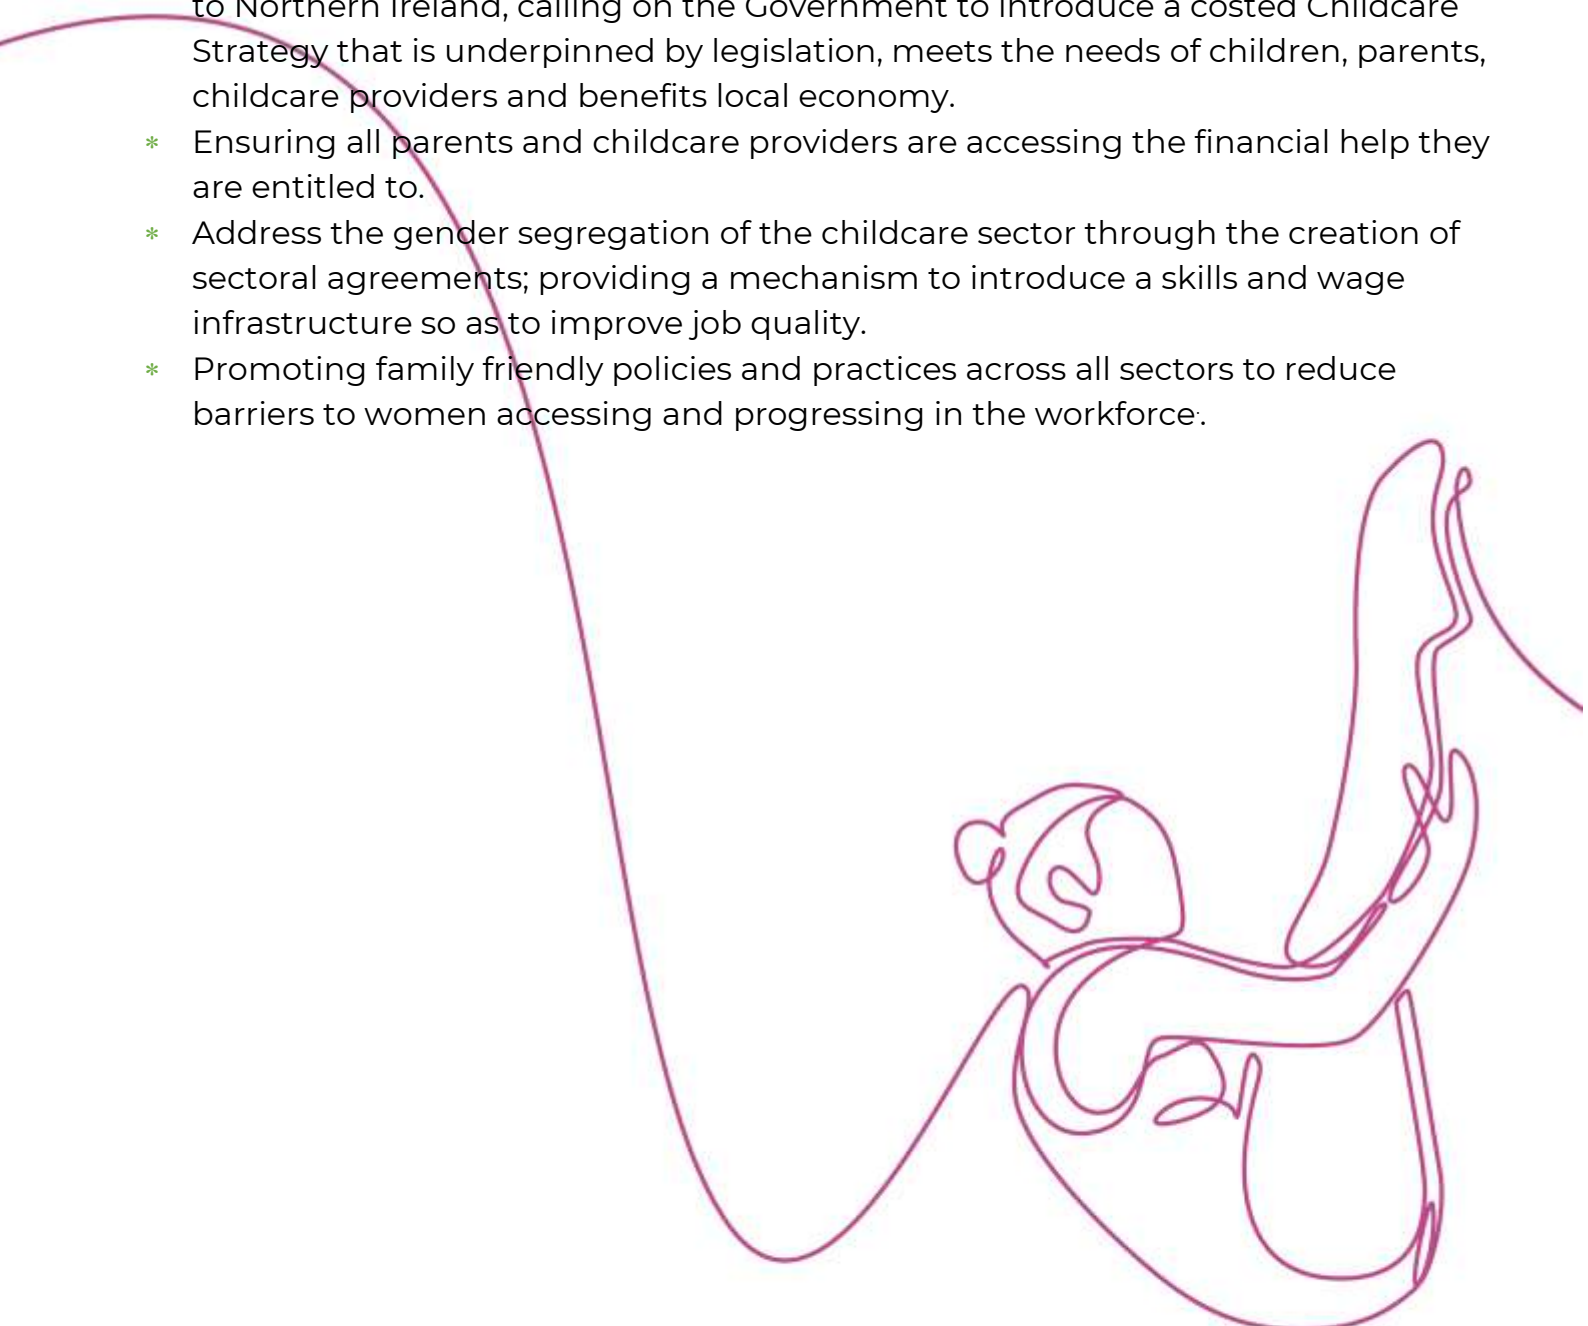 to Northern Ireland, calling on the Government to introduce a costed Childcare
Strategy that is underpinned by legislation, meets the needs of children, parents,
childcare providers and benefits local economy.
* Ensuring all parents and childcare providers are accessing the financial help they
are entitled to.
* Address the gender segregation of the childcare sector through the creation of
sectoral agreements; providing a mechanism to introduce a skills and wage
infrastructure so as to improve job quality.
* Promoting family friendly policies and practices across all sectors to reduce
barriers to women accessing and progressing in the workforce.